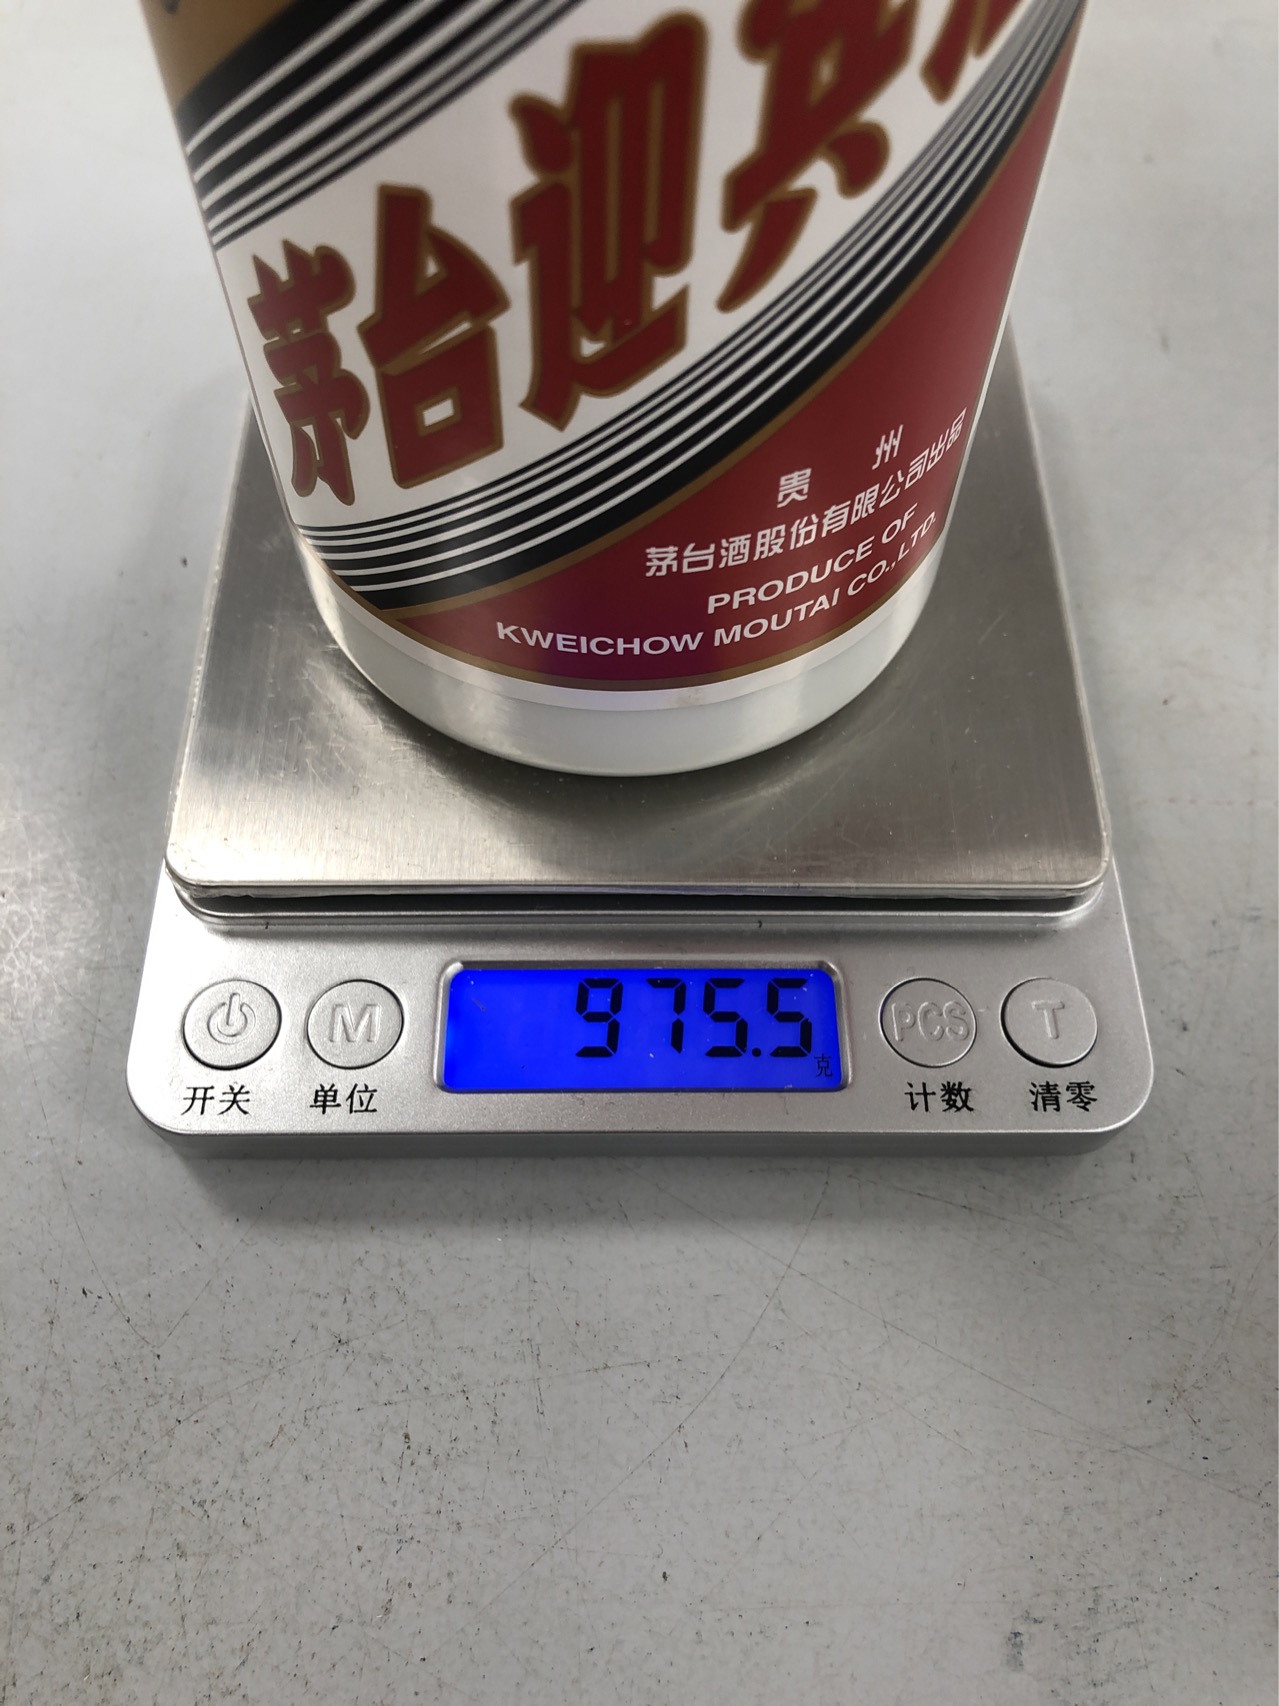 茅台迎宾
贵州
茅台酒股份有限公司出品
PRODUCE OF
KWEICHOW MOUTAI CO.,LTD.
975.5
克
M
PCS
T
开关
单位
计数
清零